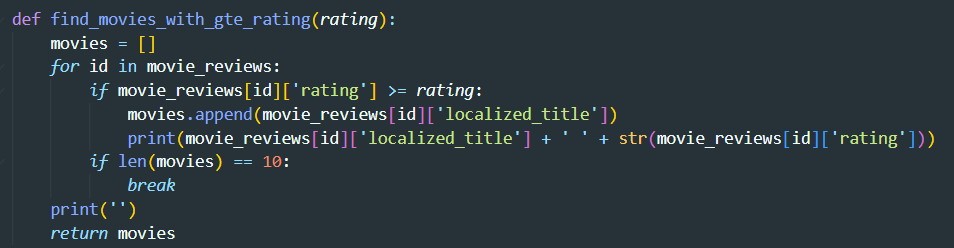 def find_movies_with_gte_rating(rating):
    movies = []
    for id in movie_reviews:
        if movie_reviews[id]['rating'] >= rating:
            movies.append(movie_reviews[id]['localized_title'])
            print(movie_reviews[id]['localized_title'] + ' ' + str(movie_reviews[id]['rating']))
        if len(movies) == 10:
            break
    print('')
    return movies